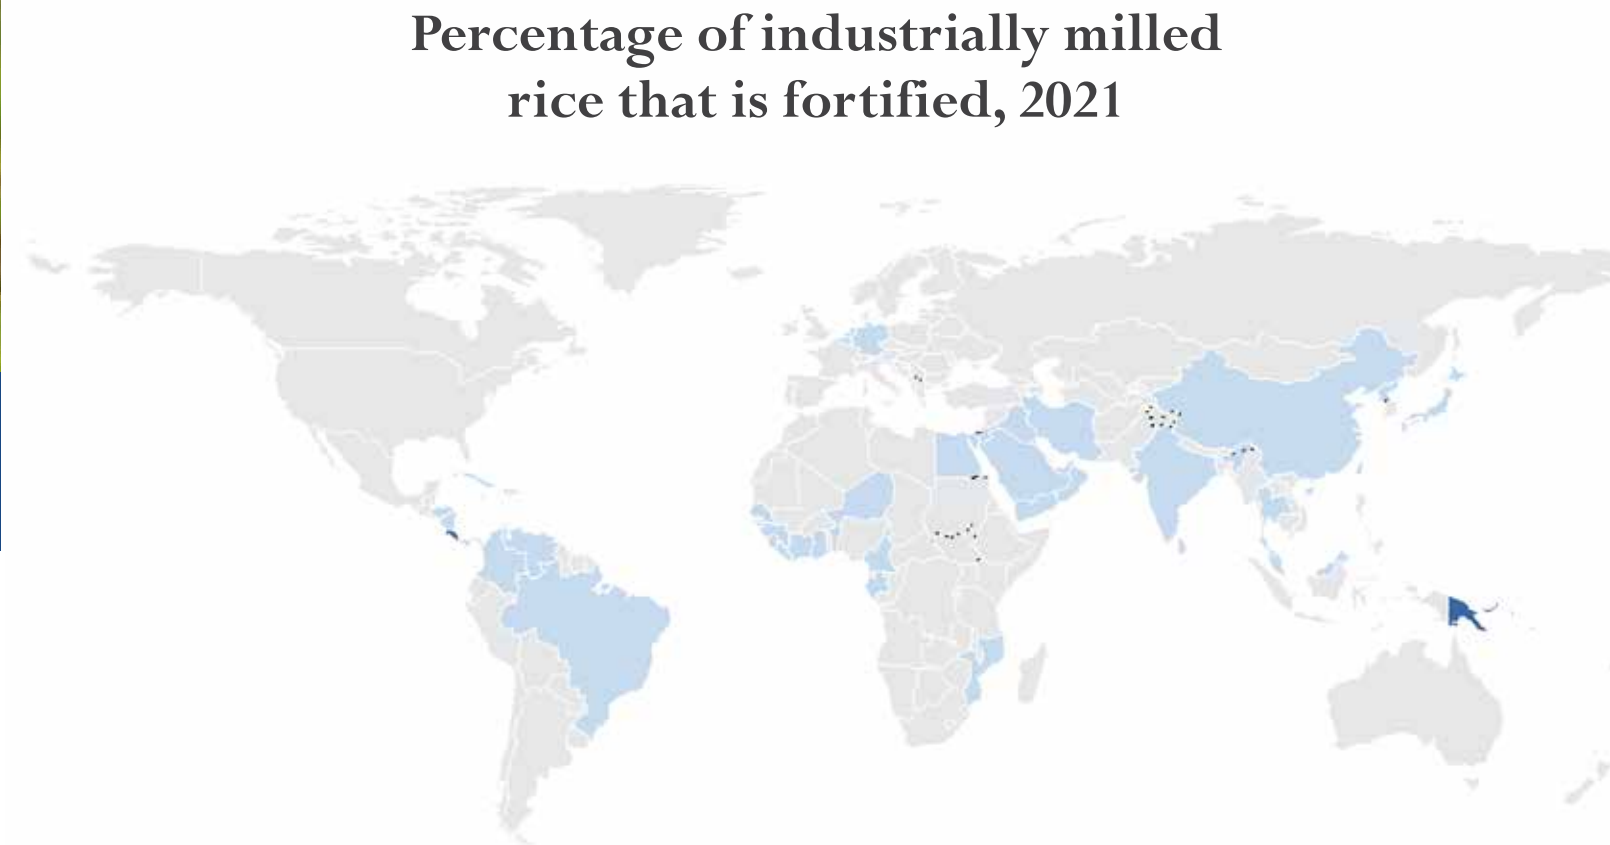 Percentage of industrially milled
rice that is fortified, 2021